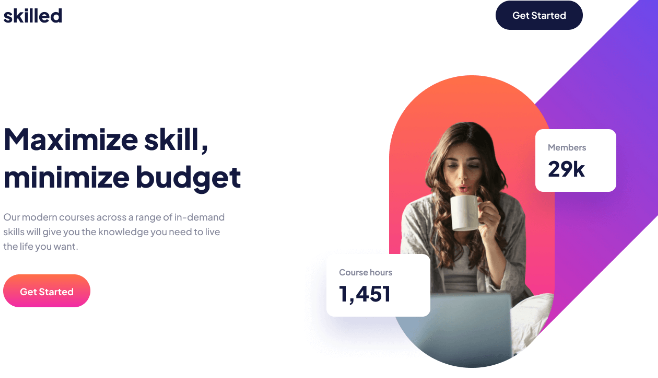 skilled
Get Started
Maximize skill,
minimize budget
Our modern courses across a range of in-demand
skills will give you the knowledge you need to live
the life you want.
Get Started
Members
29k
Course hours
1,451